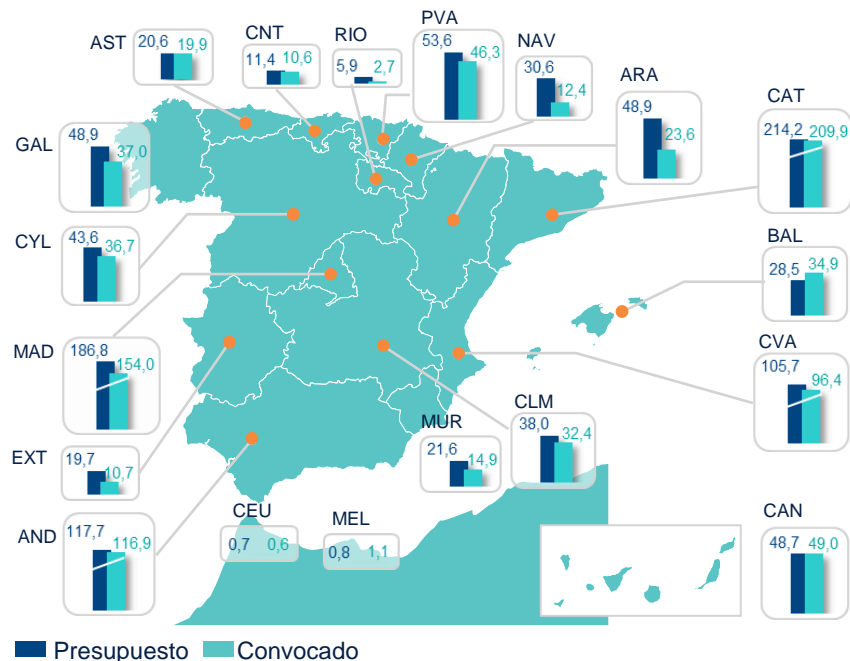 AST
20,6 19,9
CNT
11,4 10,6
RIO
5,9 2,7
PVA
53,6 46,3
NAV
30,6 12,4
ARA
48,9 23,6
CAT
214,2 209,9
GAL
48,9 37,0
CYL
43,6 36,7
BAL
28,5 34,9
MAD
186,8 154,0
CVA
105,7 96,4
EXT
19,7 10,7
MUR
21,6 14,9
CLM
38,0 32,4
AND
117,7 116,9
CEU
0,7 0,6
MEL
0,8 1,1
CAN
48,7 49,0
Presupuesto Convocado